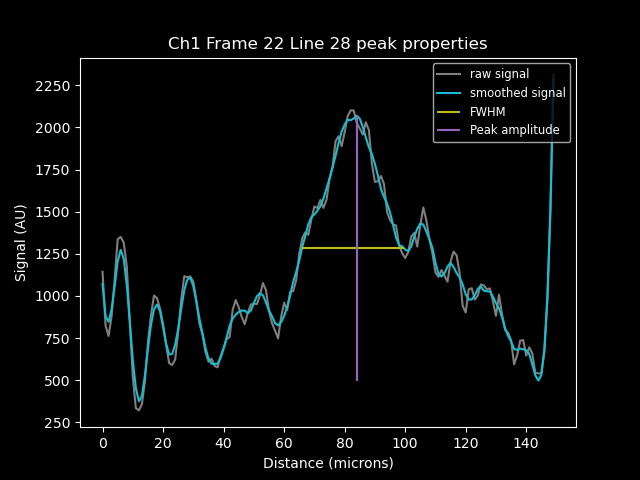 Ch1 Frame 22 Line 28 peak properties
raw signal
smoothed signal
FWHM
Peak amplitude
Signal (AU)
2250
2000
1750
1500
1250
1000
750
500
250
0 20 40 60 80 100 120 140
Distance (microns)